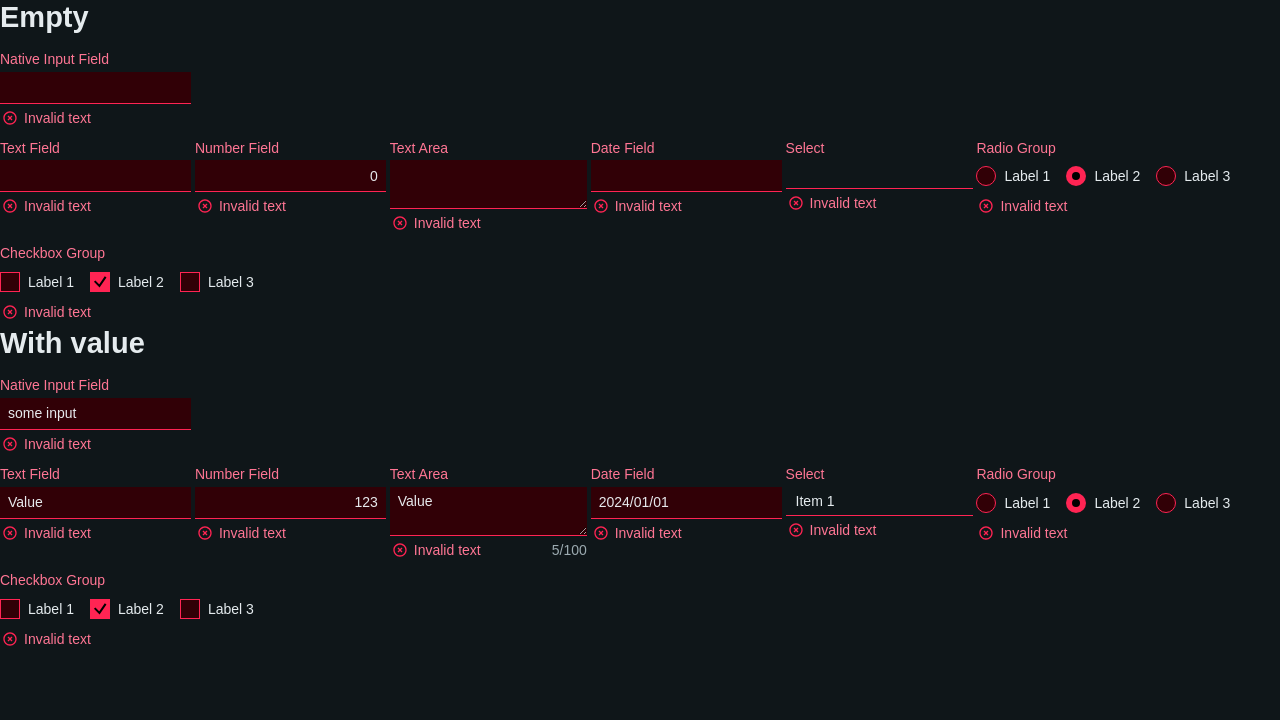 Empty
Native Input Field
Invalid text
Text Field Number Field Text Area Date Field Select Radio Group
0 Label 1 Label 2 Label 3
Invalid text Invalid text Invalid text Invalid text Invalid text Invalid text
Checkbox Group
Label 1 Label 2 Label 3
Invalid text
With value
Native Input Field
some input
Invalid text
Text Field Number Field Text Area Date Field Select Radio Group
Value 123 Value 2024/01/01 Item 1 Label 1 Label 2 Label 3
Invalid text Invalid text Invalid text 5/100 Invalid text Invalid text Invalid text
Checkbox Group
Label 1 Label 2 Label 3
Invalid text